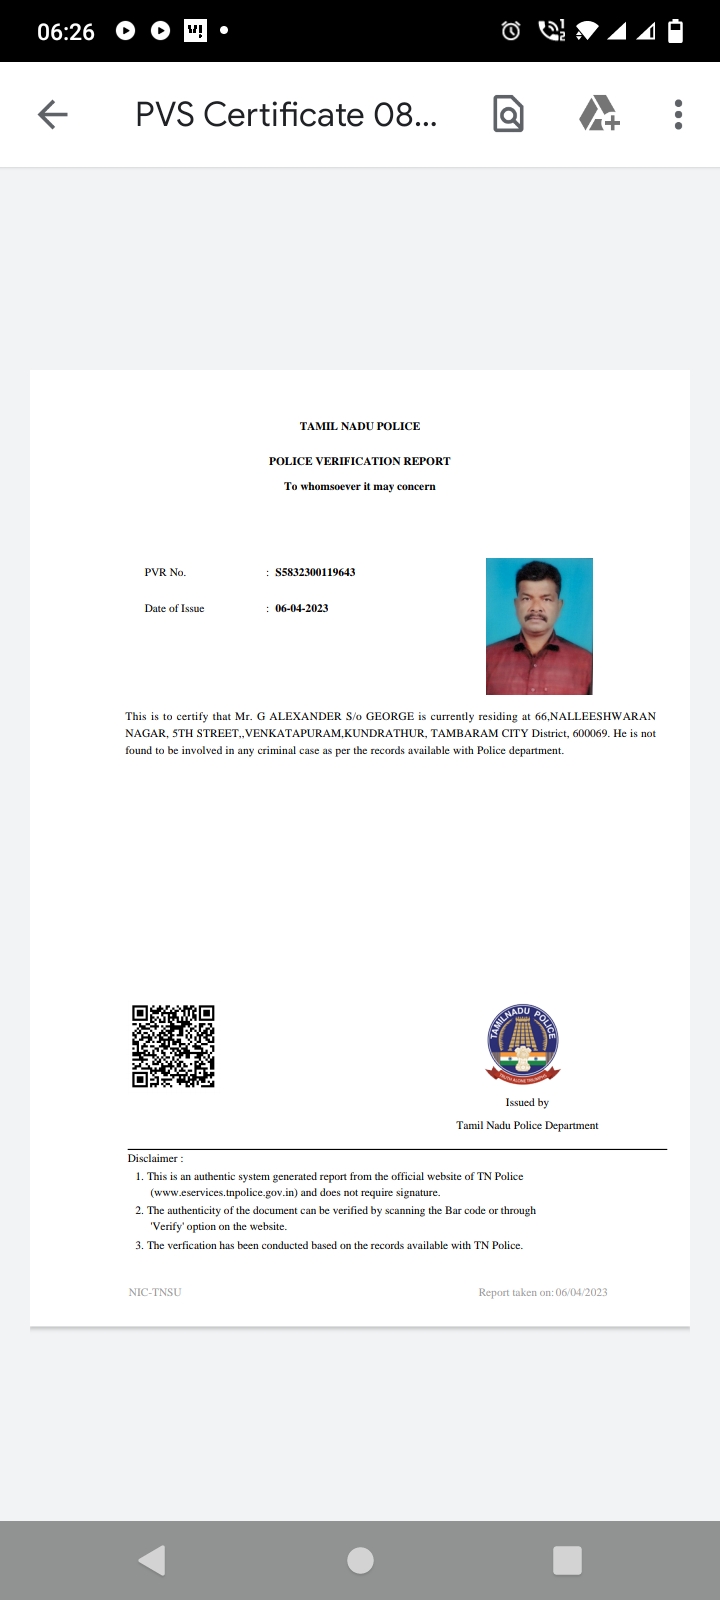 06:26
PVS Certificate 08...
TAMIL NADU POLICE
POLICE VERIFICATION REPORT
To whomsoever it may concern
PVR No. : S5832300119643
Date of Issue : 06-04-2023
This is to certify that Mr. G ALEXANDER S/o GEORGE is currently residing at 66,NALLEESHWARAN
NAGAR, 5TH STREET,,VENKATAPURAM,KUNDRATHUR, TAMBARAM CITY District, 600069. He is not
found to be involved in any criminal case as per the records available with Police department.
TAMILNADU POLICE
TRUTH ALONE TRIUMPHS
Issued by
Tamil Nadu Police Department
Disclaimer :
1. This is an authentic system generated report from the official website of TN Police
(www.eservices.tnpolice.gov.in) and does not require signature.
2. The authenticity of the document can be verified by scanning the Bar code or through
'Verify' option on the website.
3. The verfication has been conducted based on the records available with TN Police.
NIC-TNSU
Report taken on: 06/04/2023